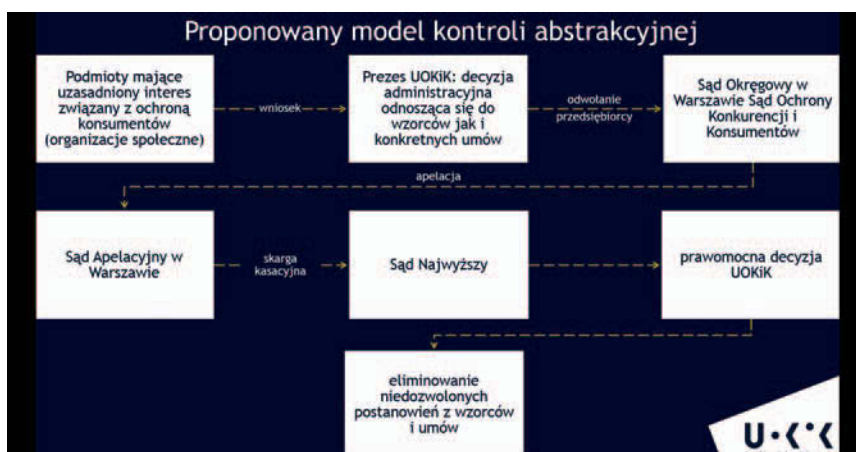 Proponowany model kontroli abstrakcyjnej
Podmioty mające
uzasadniony interes
związany z ochroną
konsumentów
(organizacje społeczne)
wniosek
Prezes UOKiK: decyzja
administracyjna
odnosząca się do
wzorców jak i
konkretnych umów
odwołanie
przedsiębiorcy
Sąd Okręgowy w
Warszawie Sąd Ochrony
Konkurencji i
Konsumentów
apelacja
Sąd Apelacyjny w
Warszawie
skarga
kasacyjna
Sąd Najwyższy
prawomocna decyzja
UOKiK
eliminowanie
niedozwolonych
postanowień z wzorców
i umów